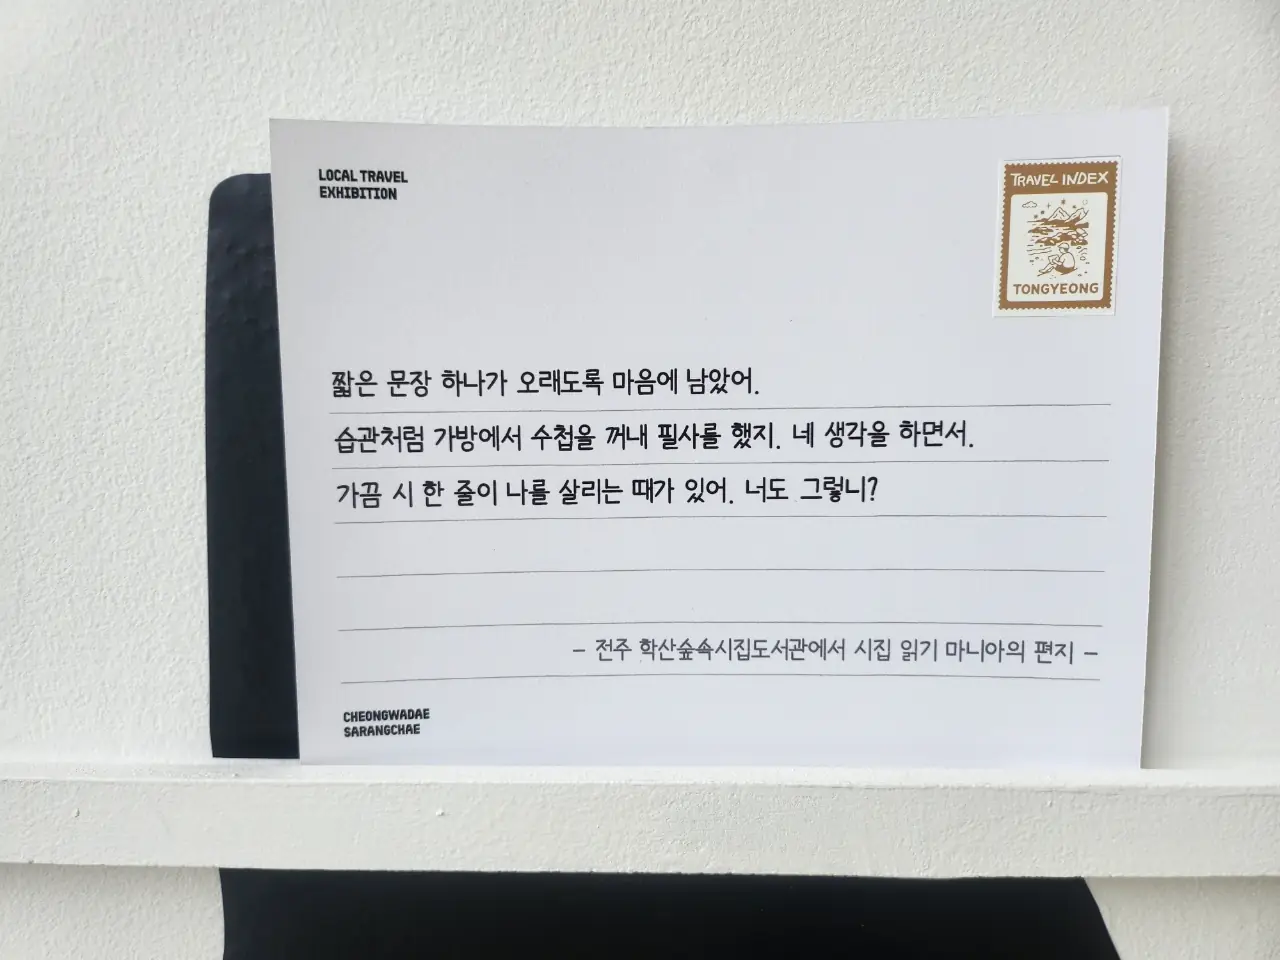 LOCAL TRAVEL
EXHIBITION
TRAVEL INDEX
TONGYEONG
짧은 문장 하나가 오래도록 마음에 남았어.
습관처럼 가방에서 수첩을 꺼내 필사를 했지. 네 생각을 하면서.
가끔 시 한 줄이 나를 살리는 때가 있어. 너도 그렇니?
– 전주 학산숲속시집도서관에서 시집 읽기 마니아의 편지 –
CHEONGWADAE
SARANGCHAE